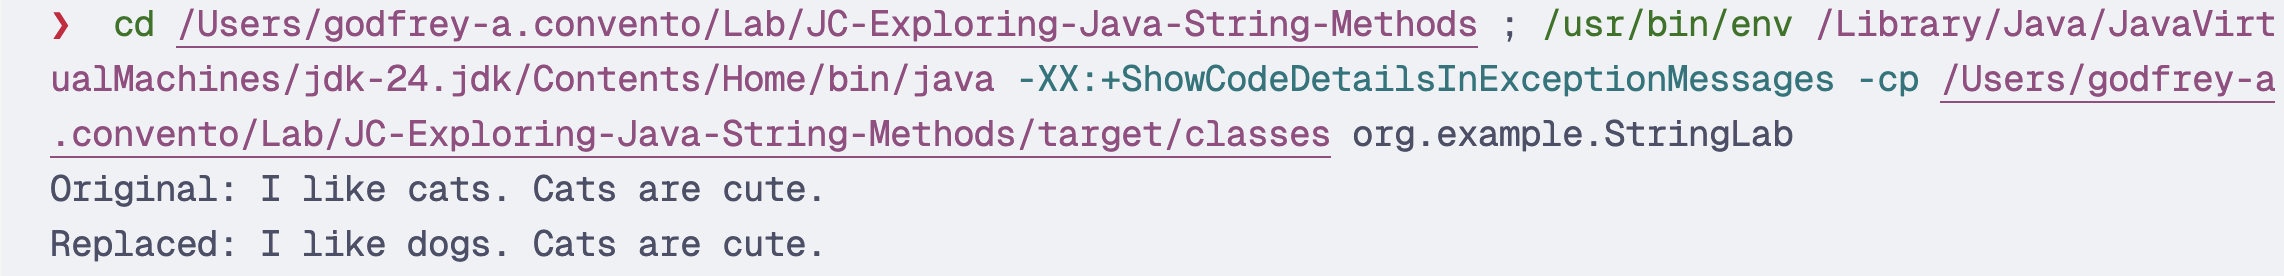 ❯ cd /Users/godfrey-a.convento/Lab/JC-Exploring-Java-String-Methods ; /usr/bin/env /Library/Java/JavaVirt
ualMachines/jdk-24.jdk/Contents/Home/bin/java -XX:+ShowCodeDetailsInExceptionMessages -cp /Users/godfrey-a
.convento/Lab/JC-Exploring-Java-String-Methods/target/classes org.example.StringLab
Original: I like cats. Cats are cute.
Replaced: I like dogs. Cats are cute.